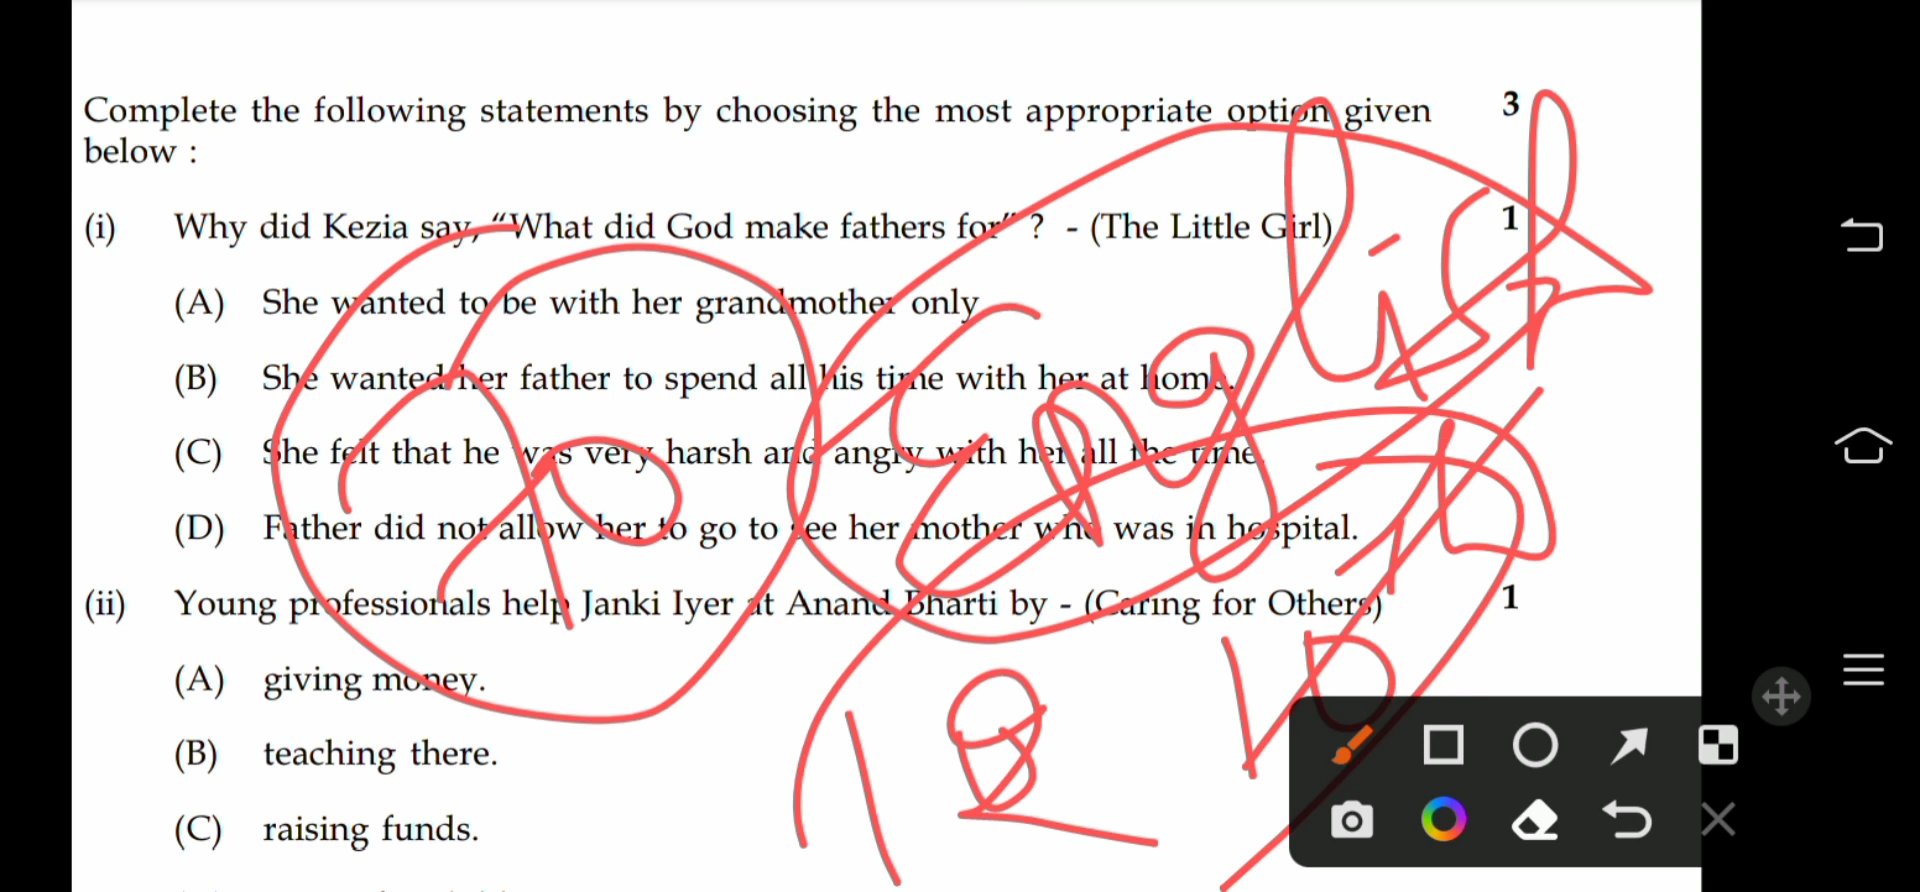 Complete the following statements by choosing the most appropriate option given 3
below :
(i) Why did Kezia say, “What did God make fathers for” ? - (The Little Girl) 1
(A) She wanted to be with her grandmother only
(B) She wanted her father to spend all his time with her at home.
(C) She felt that he was very harsh and angry with her all the time.
(D) Father did not allow her to go to see her mother who was in hospital.
(ii) Young professionals help Janki Iyer at Anand Bharti by - (Caring for Others) 1
(A) giving money.
(B) teaching there.
(C) raising funds.
English